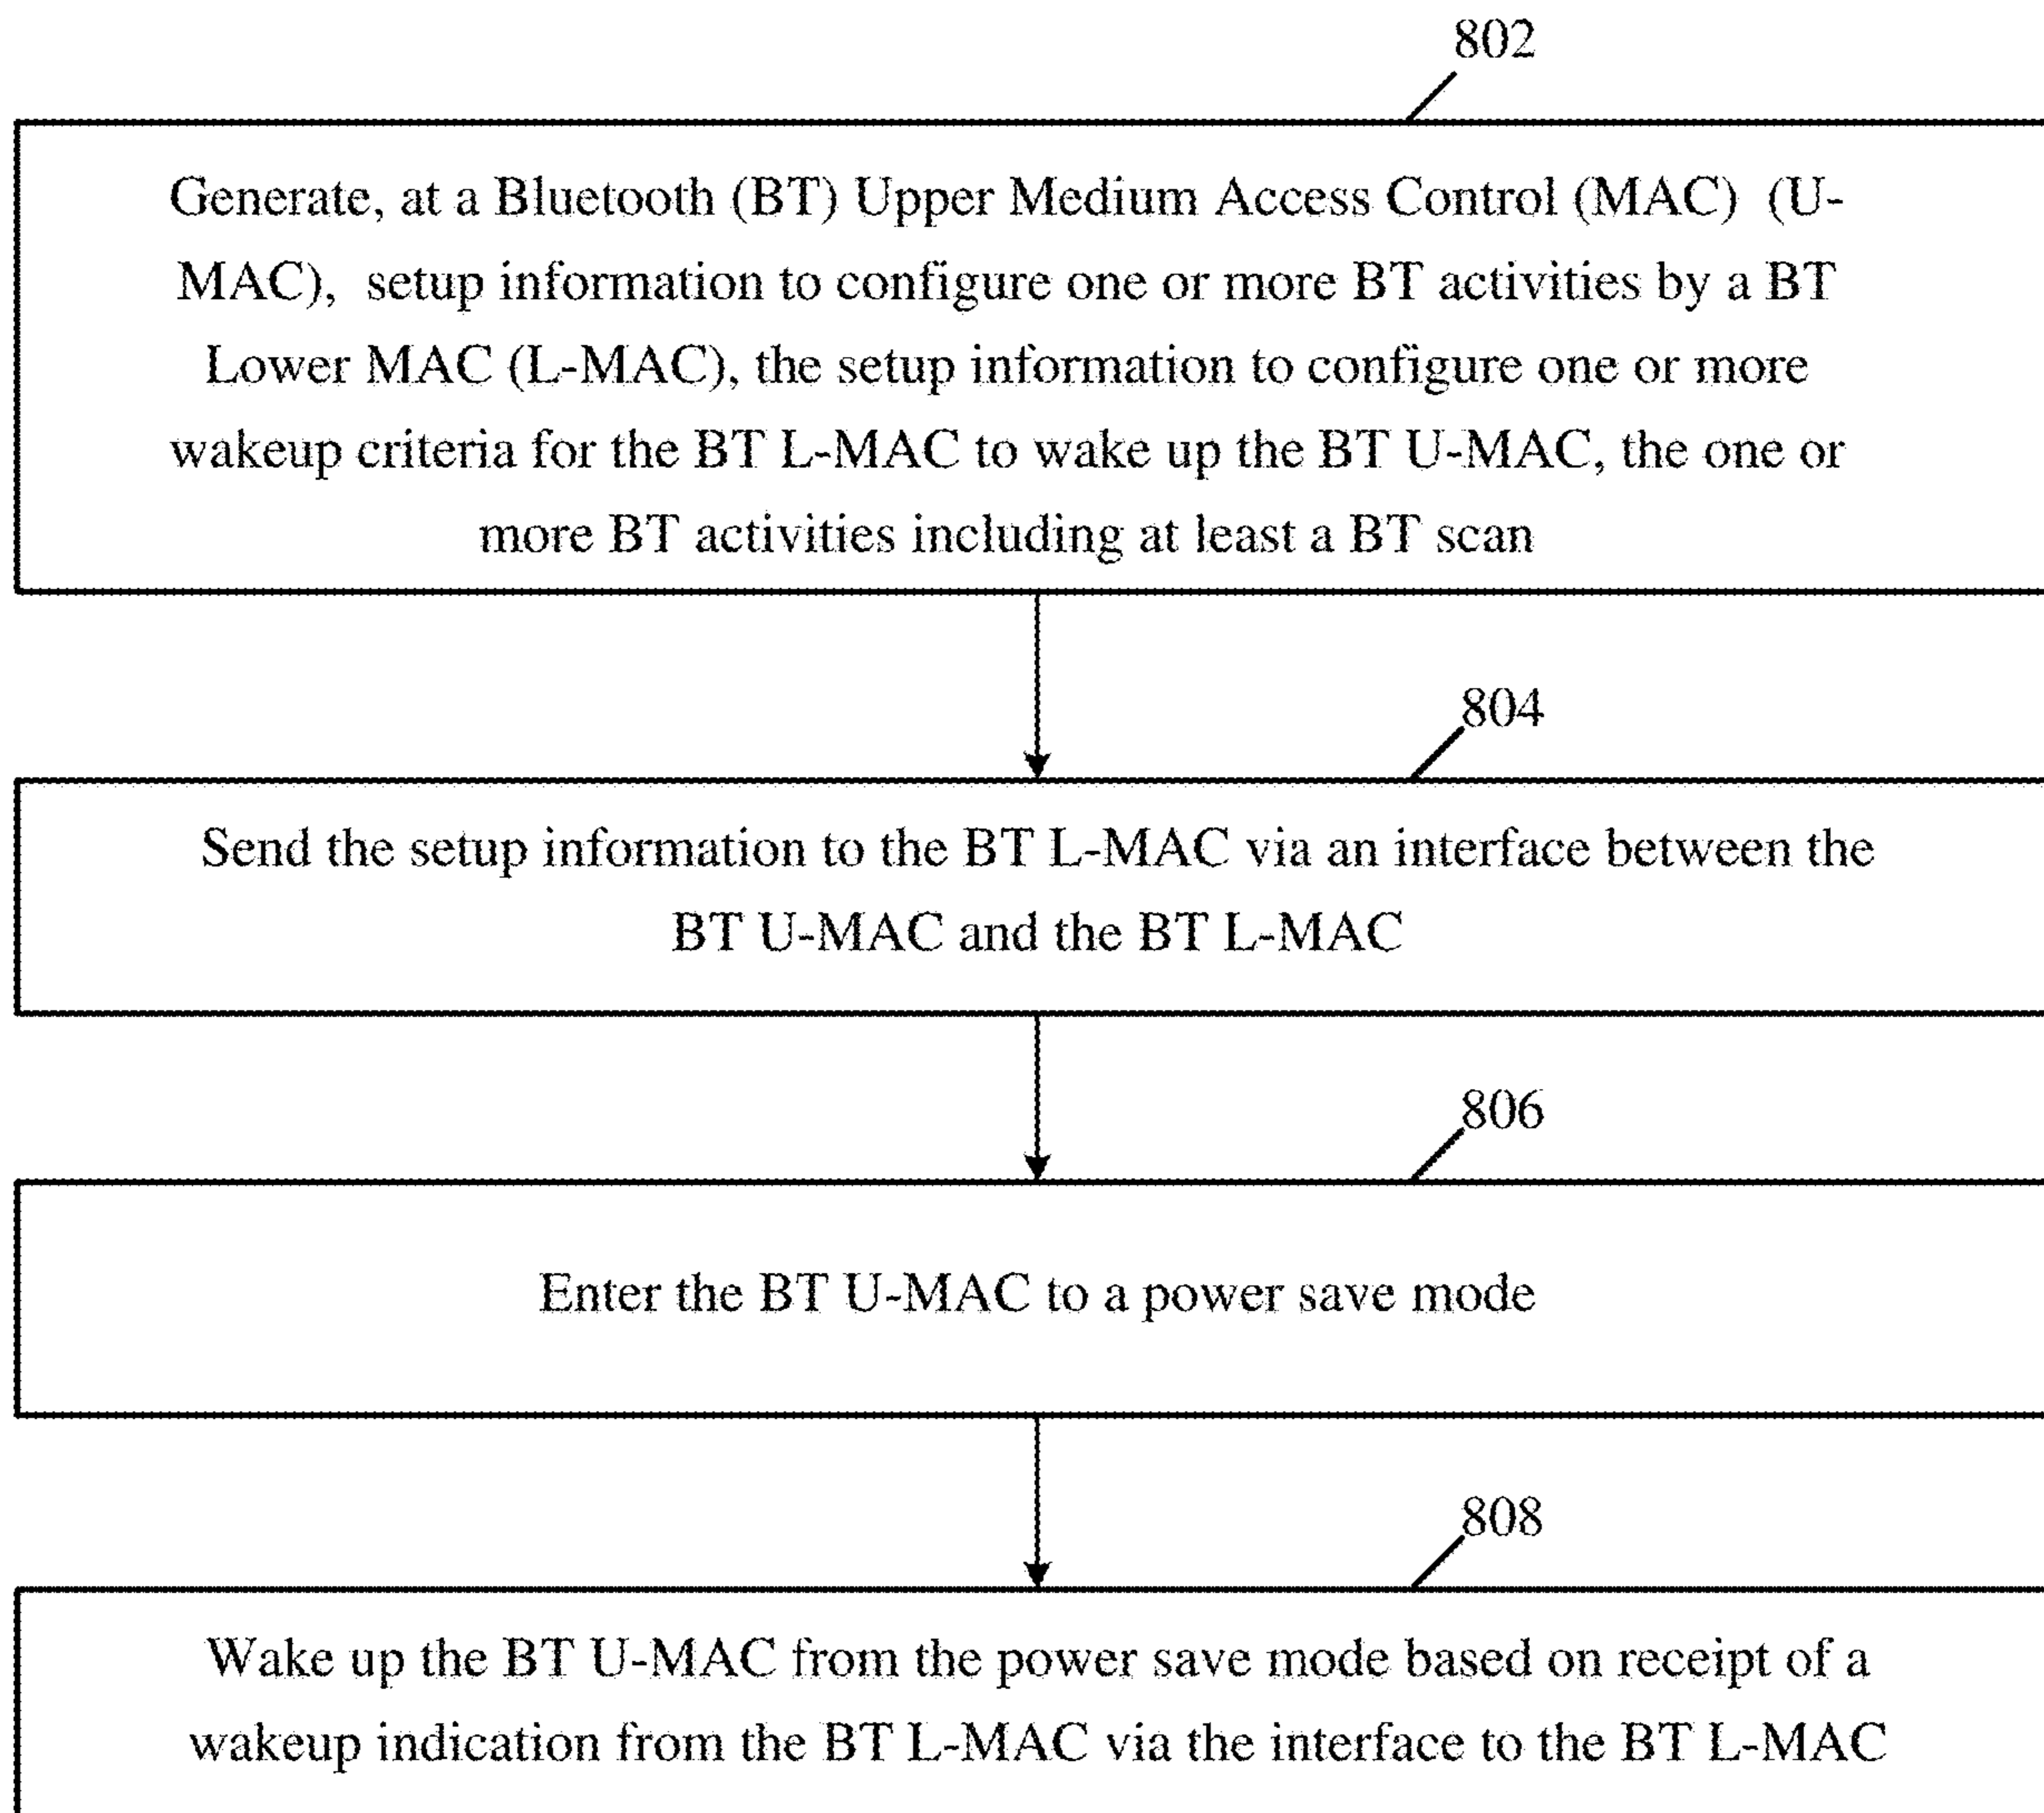 802
Generate, at a Bluetooth (BT) Upper Medium Access Control (MAC) (U-
MAC), setup information to configure one or more BT activities by a BT
Lower MAC (L-MAC), the setup information to configure one or more
wakeup criteria for the BT L-MAC to wake up the BT U-MAC, the one or
more BT activities including at least a BT scan
804
Send the setup information to the BT L-MAC via an interface between the
BT U-MAC and the BT L-MAC
806
Enter the BT U-MAC to a power save mode
808
Wake up the BT U-MAC from the power save mode based on receipt of a
wakeup indication from the BT L-MAC via the interface to the BT L-MAC